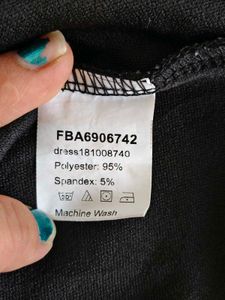 FBA6906742
dress181008740
Polyester: 95%
Spandex: 5%
Machine Wash